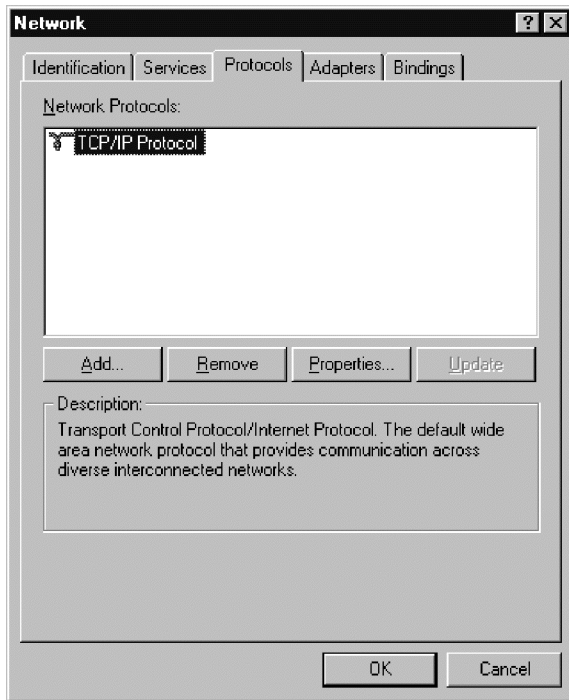 Network
Identification Services Protocols Adapters Bindings
Network Protocols:
TCP/IP Protocol
Add... Remove Properties... Update
Description:
Transport Control Protocol/Internet Protocol. The default wide
area network protocol that provides communication across
diverse interconnected networks.
OK Cancel